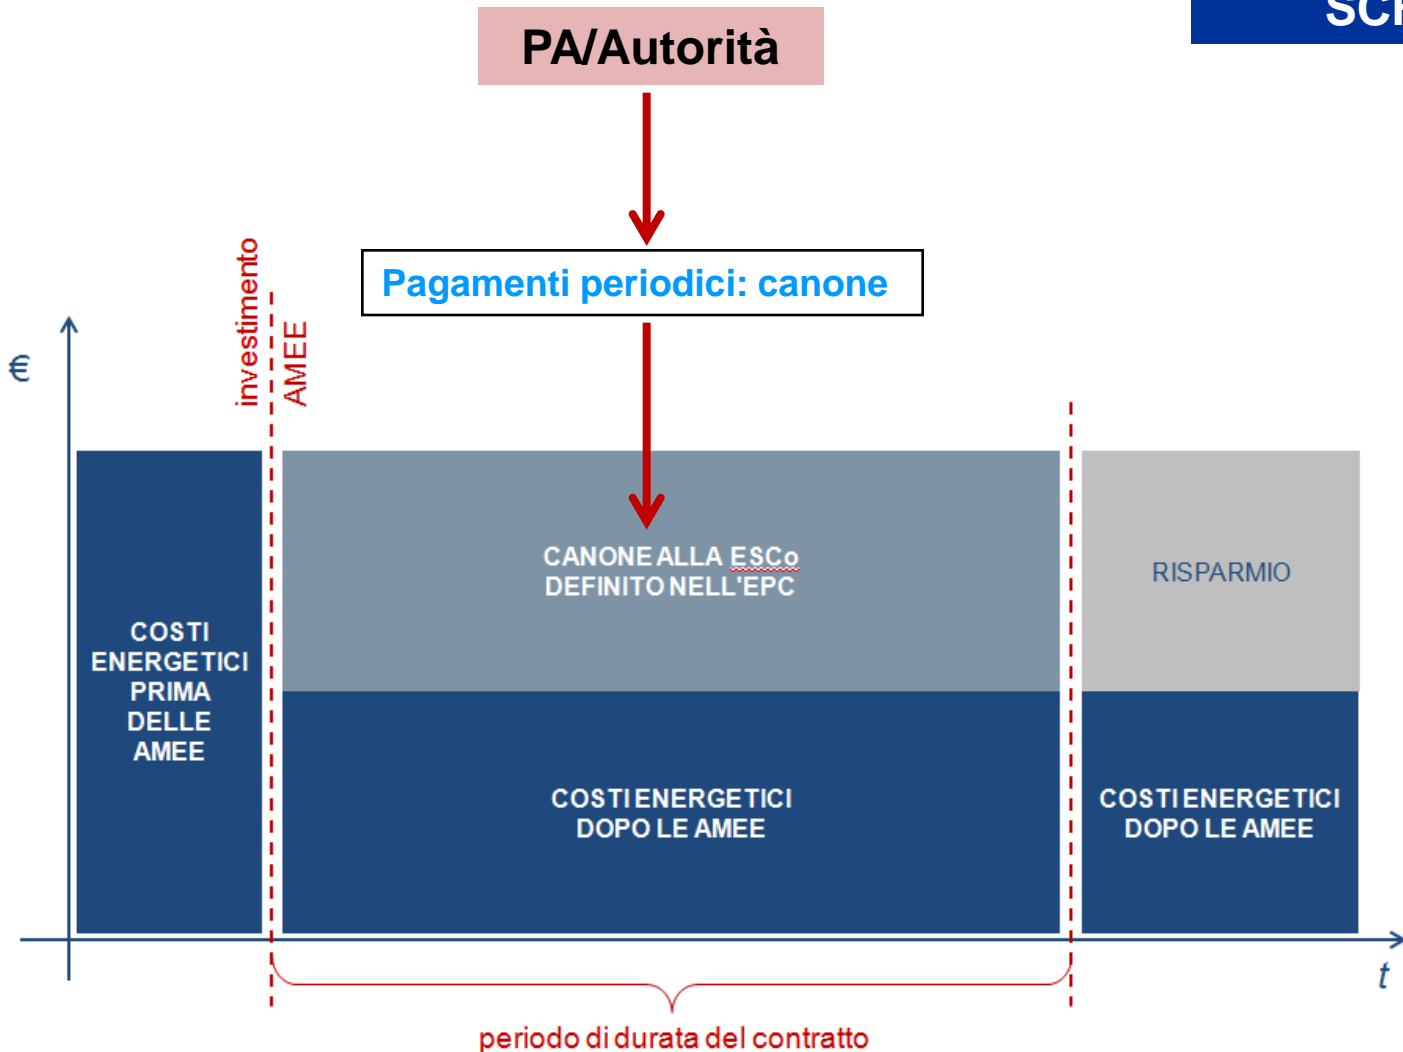 PA/Autorità
Pagamenti periodici: canone
investimento
AMEE
€
CANONE ALLA ESCo
DEFINITO NELL'EPC
RISPARMIO
COSTI
ENERGETICI
PRIMA
DELLE
AMEE
COSTI ENERGETICI
DOPO LE AMEE
COSTI ENERGETICI
DOPO LE AMEE
t
periodo di durata del contratto